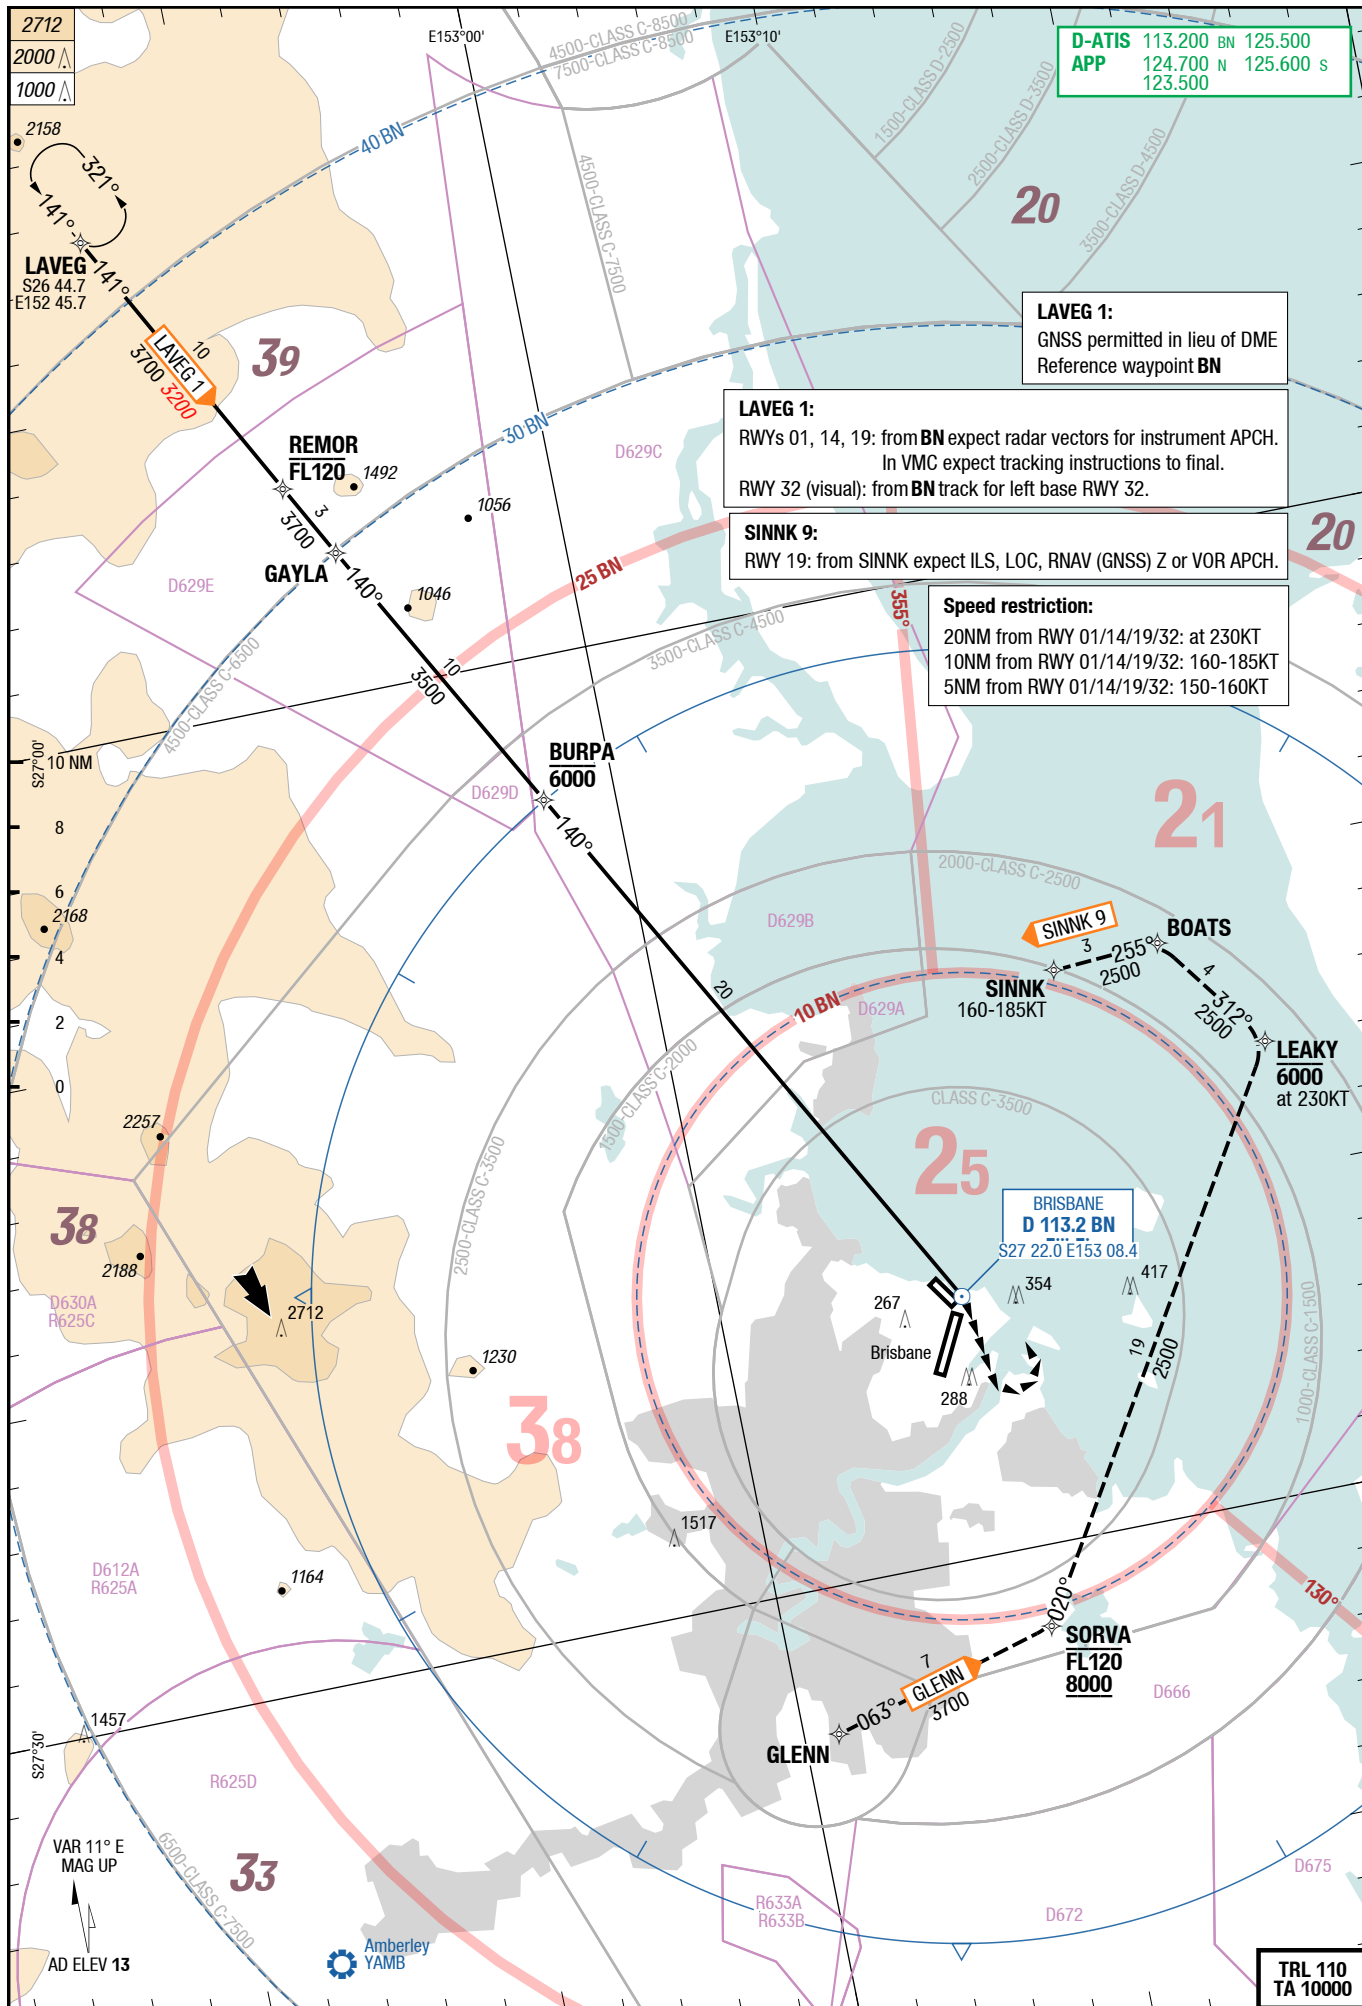 2712
2000
1000
E153°00'
E153°10'
4500-CLASS C-8500
7500-CLASS C-8500
D-ATIS 113.200 BN 125.500
APP 124.700 N 125.600 S
123.500
1500-CLASS D-2500
2500-CLASS D-3500
3500-CLASS D-4500
2158
40 BN
321°
141°
4500-CLASS C-7500
20
LAVEG
S26 44.7
E152 45.7
141°
LAVEG 1
10
3700 3200
39
LAVEG 1:
GNSS permitted in lieu of DME
Reference waypoint BN
LAVEG 1:
RWYs 01, 14, 19: from BN expect radar vectors for instrument APCH.
In VMC expect tracking instructions to final.
RWY 32 (visual): from BN track for left base RWY 32.
30 BN
D629C
REMOR
FL120
1492
1056
3
3700
GAYLA
140°
SINNK 9:
RWY 19: from SINNK expect ILS, LOC, RNAV (GNSS) Z or VOR APCH.
20
25 BN
D629E
1046
355°
Speed restriction:
20NM from RWY 01/14/19/32: at 230KT
10NM from RWY 01/14/19/32: 160-185KT
5NM from RWY 01/14/19/32: 150-160KT
3500-CLASS C-4500
4500-CLASS C-6500
10
3500
S27°00'
10 NM
8
6
4
2
0
BURPA
6000
D629D
140°
21
2000-CLASS C-2500
D629B
SINNK 9
BOATS
3
255°
2500
2168
SINNK
160-185KT
4
312°
2500
20
10 BN
D629A
LEAKY
6000
at 230KT
1500-CLASS C-2000
CLASS C-3500
2257
2500-CLASS C-3500
25
38
2188
BRISBANE
D 113.2 BN
S27 22.0 E153 08.4
D630A
R625C
2712
354
417
267
Brisbane
288
19
2500
1000-CLASS C-1500
1230
38
1517
D612A
R625A
1164
130°
020°
SORVA
FL120
8000
7
GLENN
063°
3700
D666
GLENN
1457
S27°30'
R625D
6500-CLASS C-7500
VAR 11° E
MAG UP
33
D675
R633A
R633B
D672
Amberley
YAMB
AD ELEV 13
TRL 110
TA 10000